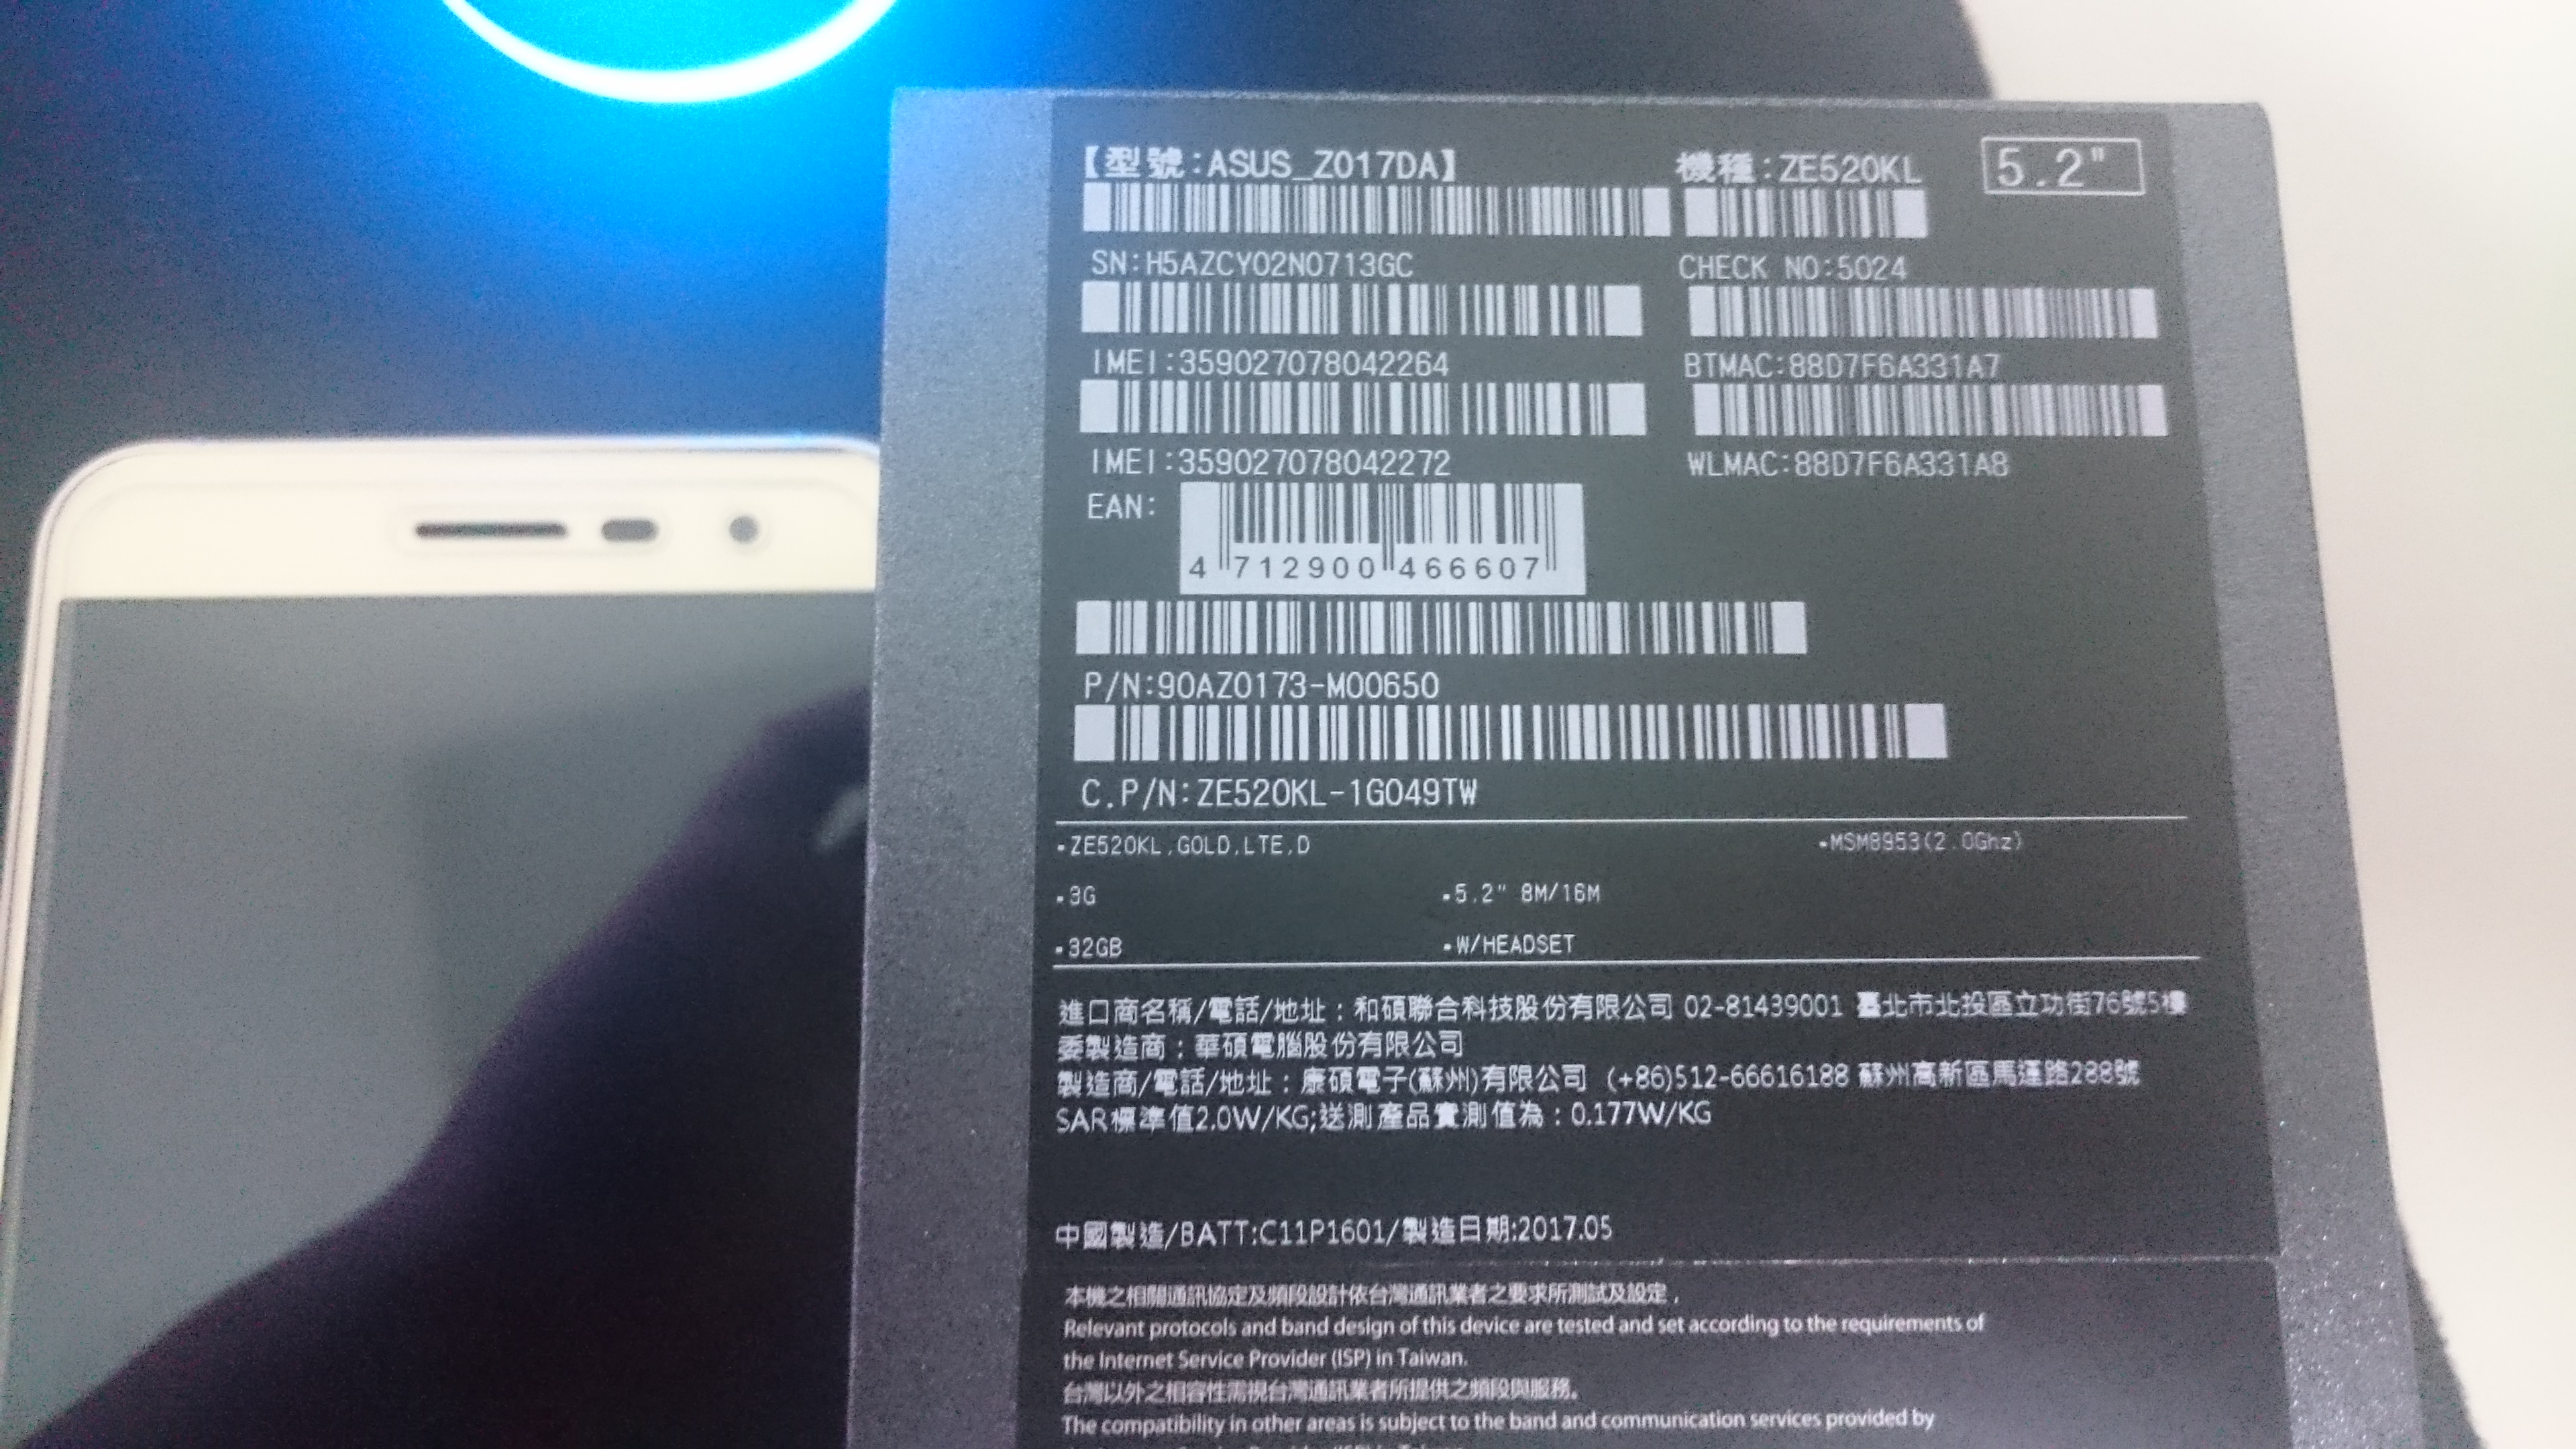 【型號:ASUS_Z017DA】 機種:ZE520KL 5.2"
SN:H5AZCY02N0713GC CHECK NO:5024
IMEI:359027078042264 BTMAC:88D7F6A331A7
IMEI:359027078042272 WLMAC:88D7F6A331A8
EAN:
4 712900 466607
P/N:90AZ0173-M00650
C.P/N:ZE520KL-1G049TW
▪ZE520KL,GOLD,LTE,D ▪MSM8953(2.0Ghz)
▪3G ▪5.2" 8M/16M
▪32GB ▪W/HEADSET
進口商名稱/電話/地址：和碩聯合科技股份有限公司 02-81439001 臺北市北投區立功街76號5樓
委製造商：華碩電腦股份有限公司
製造商/電話/地址：康碩電子(蘇州)有限公司 (+86)512-66616188 蘇州高新區馬運路288號
SAR標準值2.0W/KG;送測產品實測值為：0.177W/KG
中國製造/BATT:C11P1601/製造日期:2017.05
本機之相關通訊協定及頻段設計依台灣通訊業者之要求所測試及設定，
Relevant protocols and band design of this device are tested and set according to the requirements of
the Internet Service Provider (ISP) in Taiwan.
台灣以外之相容性需視台灣通訊業者所提供之頻段與服務。
The compatibility in other areas is subject to the band and communication services provided by